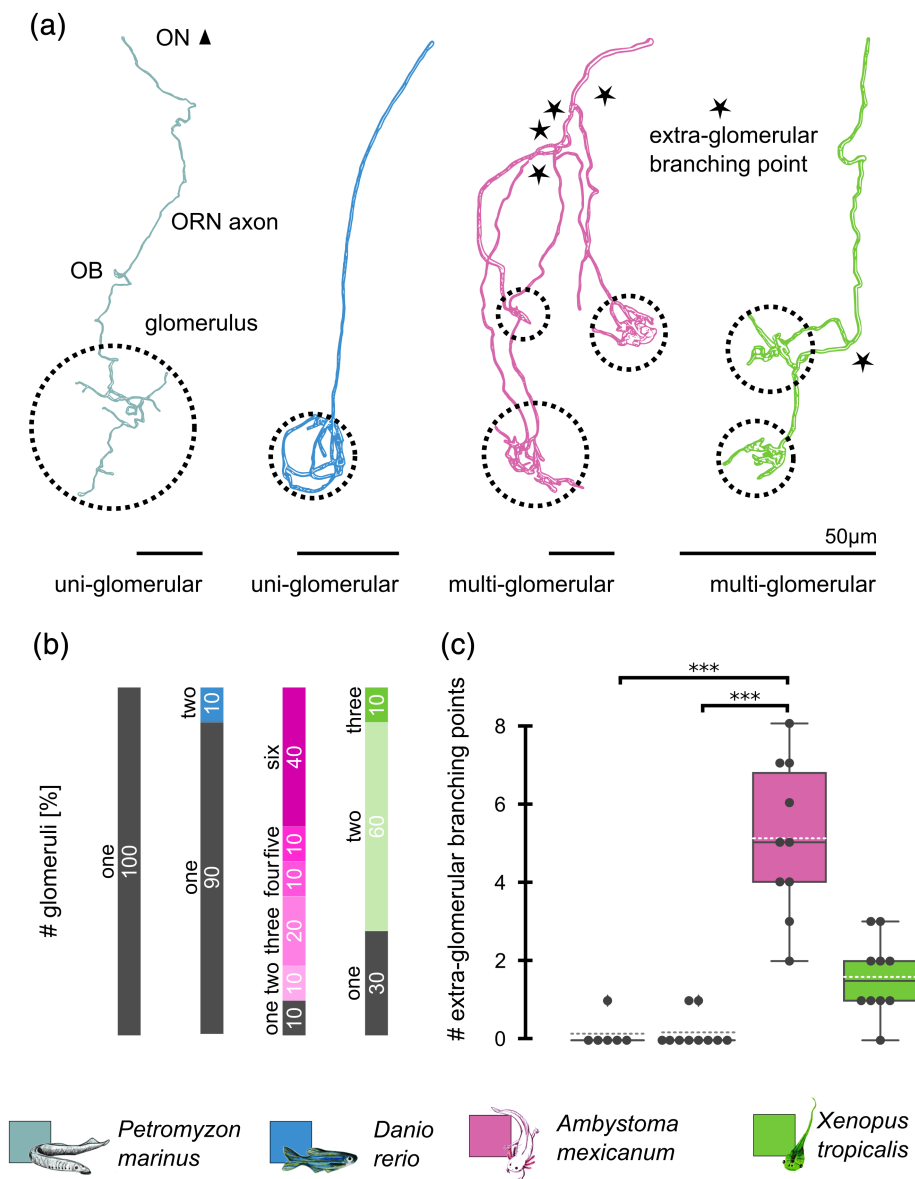 (a)
ON ▲
ORN axon
OB
glomerulus
★
extra-glomerular
branching point
50µm
uni-glomerular
uni-glomerular
multi-glomerular
multi-glomerular
(b)
# glomeruli [%]
one
100
two
10
one
90
six
40
five
10
four
10
three
20
two
10
one
10
three
10
two
60
one
30
(c)
# extra-glomerular branching points
***
***
8
6
4
2
0
Petromyzon
marinus
Danio
rerio
Ambystoma
mexicanum
Xenopus
tropicalis